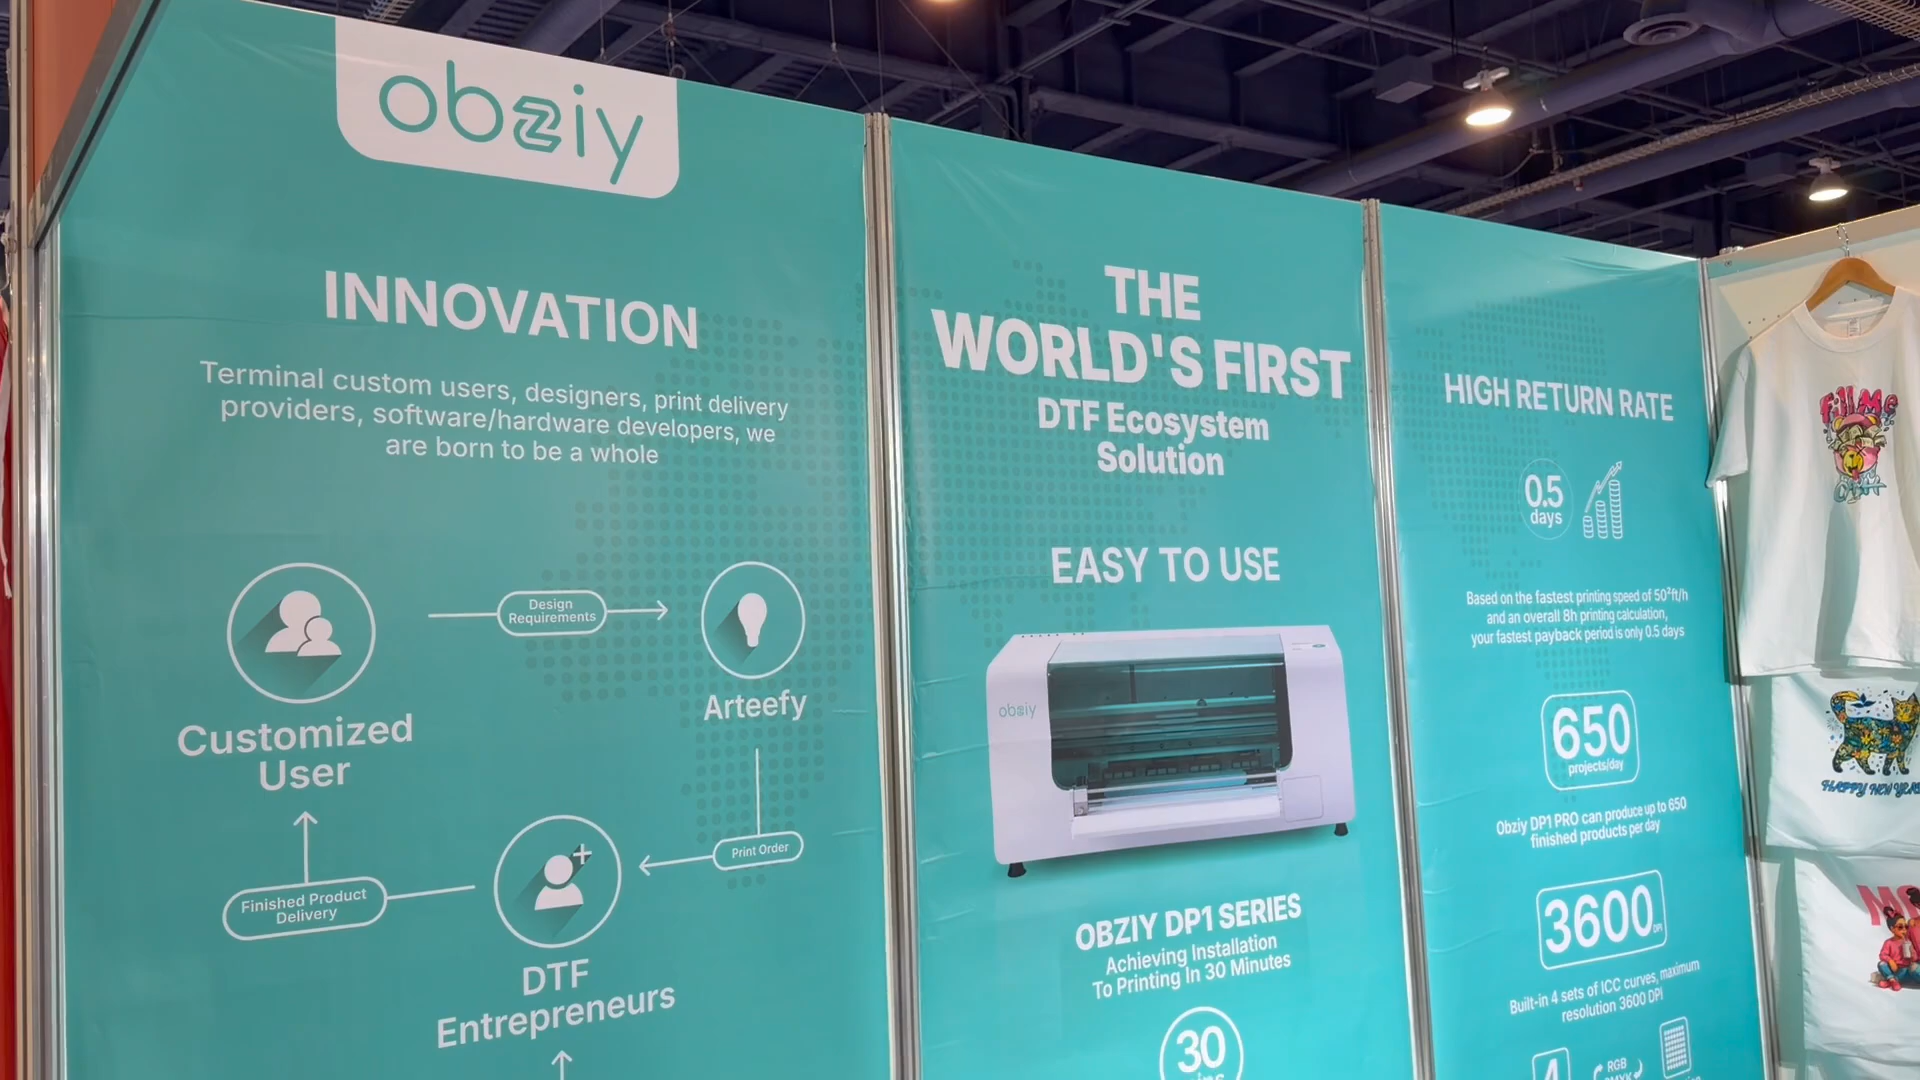 obziy
INNOVATION
Terminal custom users, designers, print delivery
providers, software/hardware developers, we
are born to be a whole
Customized
User
Design
Requirements
Arteefy
Print Order
Finished Product
Delivery
DTF
Entrepreneurs
THE
WORLD'S FIRST
DTF Ecosystem
Solution
EASY TO USE
obziy
OBZIY DP1 SERIES
Achieving Installation
To Printing In 30 Minutes
30
HIGH RETURN RATE
0.5
days
Based on the fastest printing speed of 50²ft/h
and an overall 8h printing calculation,
your fastest payback period is only 0.5 days
650
projects/day
Obziy DP1 PRO can produce up to 650
finished products per day
3600 DPI
Built-in 4 sets of ICC curves, maximum
resolution 3600 DPI
4
RGB
Fill Me
CASH
HAPPY NEW YEAR